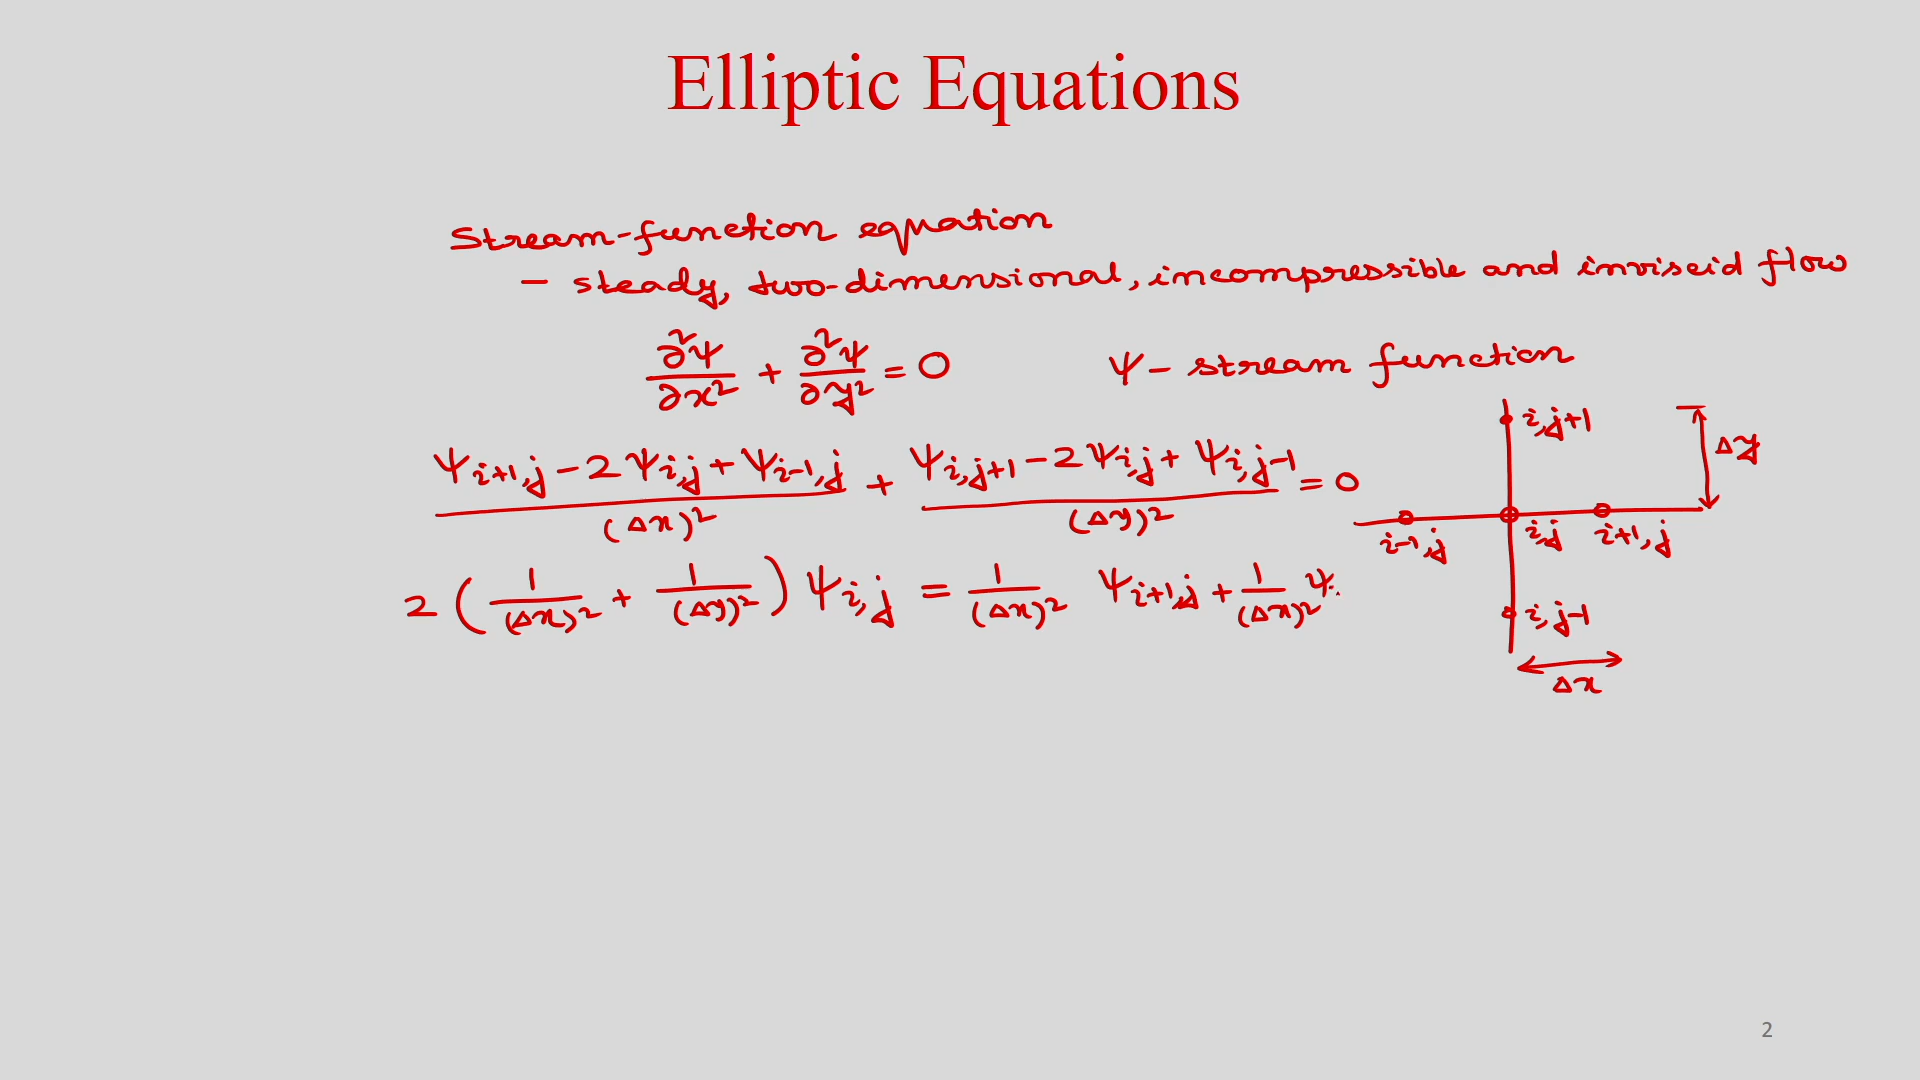 Elliptic Equations
Stream-function equation
- steady, two-dimensional, incompressible and inviscid flow
∂²ψ/∂x² + ∂²ψ/∂y² = 0
ψ - stream function
(ψi+1,j - 2ψi,j + ψi-1,j)/(Δx)² + (ψi,j+1 - 2ψi,j + ψi,j-1)/(Δy)² = 0
2(1/(Δx)² + 1/(Δy)²) ψi,j = 1/(Δx)² ψi+1,j + 1/(Δx)² ψi
i,j+1
Δy
i-1,j i,j i+1,j
i,j-1
Δx
2